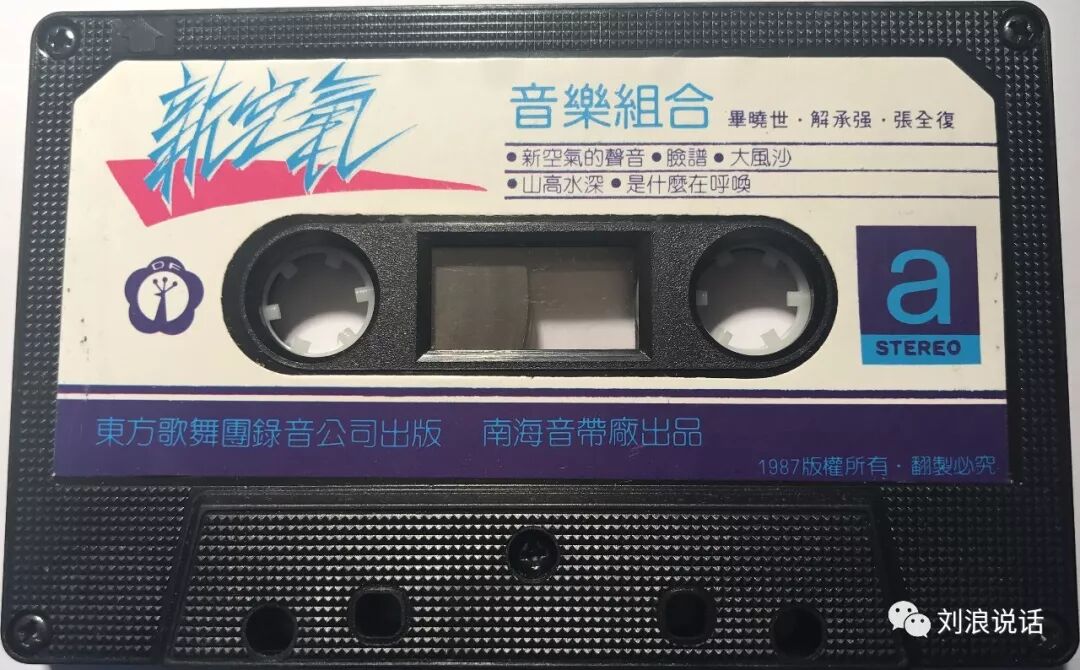 新空氣
音樂組合 畢曉世·解承强·張全復
●新空氣的聲音●臉譜●大風沙
●山高水深●是什麼在呼喚
DF
a
STEREO
東方歌舞團錄音公司出版 南海音帶廠出品
1987版權所有·翻製必究
刘浪说话